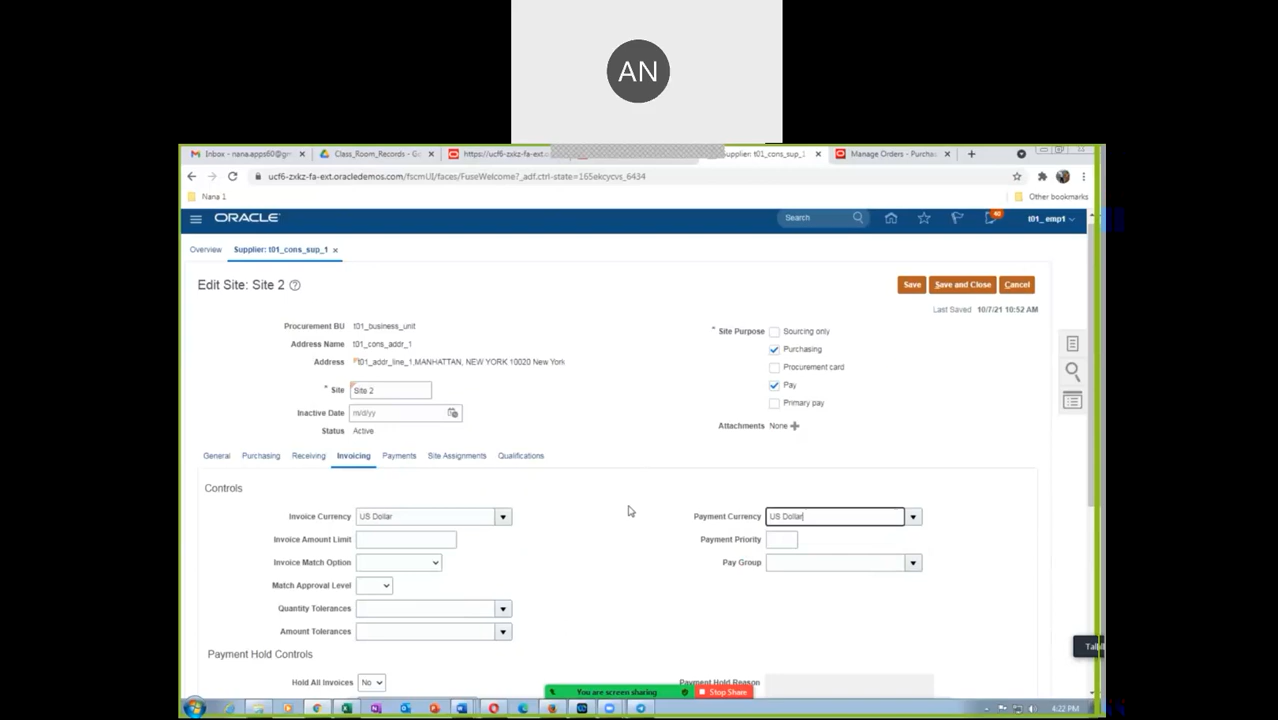 AN
Inbox - nana.apps60@gm
Class_Room_Records - G
https://ucf6-zxkz-fa-ext.
upplier: t01_cons_sup_1
Manage Orders - Purchas
ucf6-zxkz-fa-ext.oracledemos.com/fscmUI/faces/FuseWelcome?_adf.ctrl-state=165ekcycvs_6434
Nana 1
Other bookmarks
ORACLE
Search
40
t01_emp1
Overview
Supplier: t01_cons_sup_1
Edit Site: Site 2
Save
Save and Close
Cancel
Last Saved 10/7/21 10:52 AM
Procurement BU t01_business_unit
Address Name t01_cons_addr_1
Address t01_addr_line_1,MANHATTAN, NEW YORK 10020 New York
* Site Site 2
Inactive Date m/d/yy
Status Active
* Site Purpose Sourcing only
Purchasing
Procurement card
Pay
Primary pay
Attachments None
General Purchasing Receiving Invoicing Payments Site Assignments Qualifications
Controls
Invoice Currency US Dollar
Invoice Amount Limit
Invoice Match Option
Match Approval Level
Quantity Tolerances
Amount Tolerances
Payment Currency US Dollar
Payment Priority
Pay Group
Payment Hold Controls
Hold All Invoices No
Payment Hold Reason
You are screen sharing
Stop Share
4:22 PM